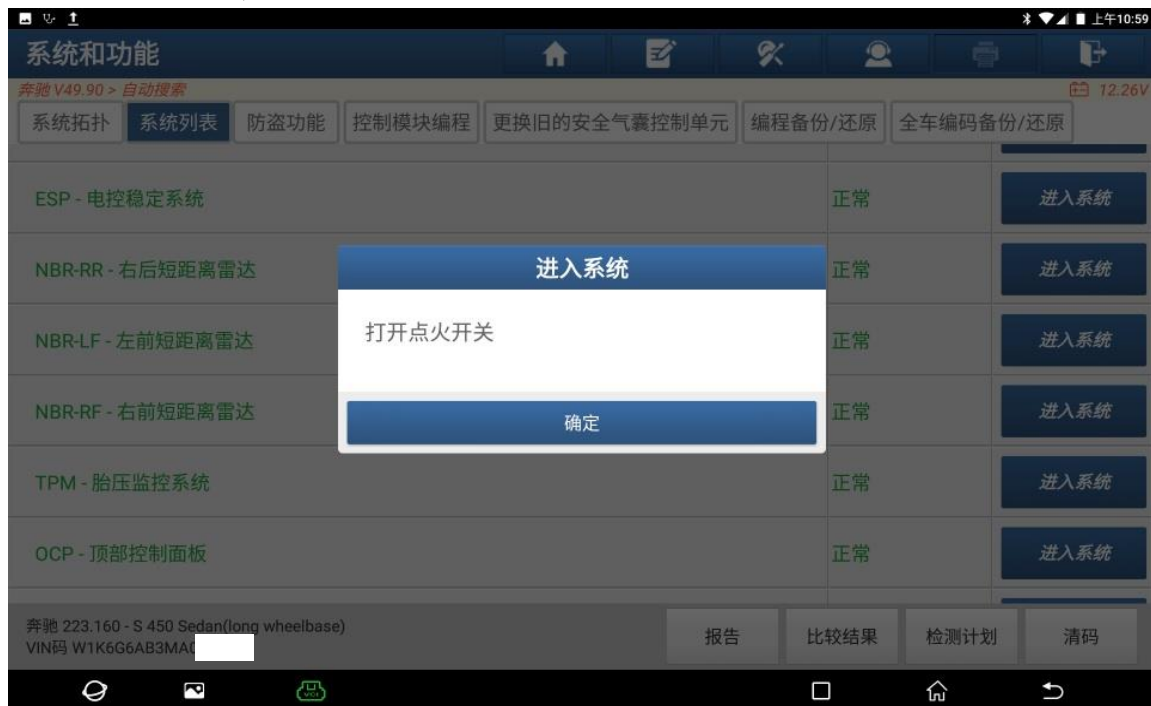 上午10:59
系统和功能
奔驰 V49.90 > 自动搜索
12.26V
系统拓扑 系统列表 防盗功能 控制模块编程 更换旧的安全气囊控制单元 编程备份/还原 全车编码备份/还原
ESP - 电控稳定系统 正常 进入系统
NBR-RR - 右后短距离雷达 正常 进入系统
进入系统
打开点火开关
NBR-LF - 左前短距离雷达 正常 进入系统
NBR-RF - 右前短距离雷达 正常 进入系统
确定
TPM - 胎压监控系统 正常 进入系统
OCP - 顶部控制面板 正常 进入系统
奔驰 223.160 - S 450 Sedan(long wheelbase)
VIN码 W1K6G6AB3MA
报告 比较结果 检测计划 清码